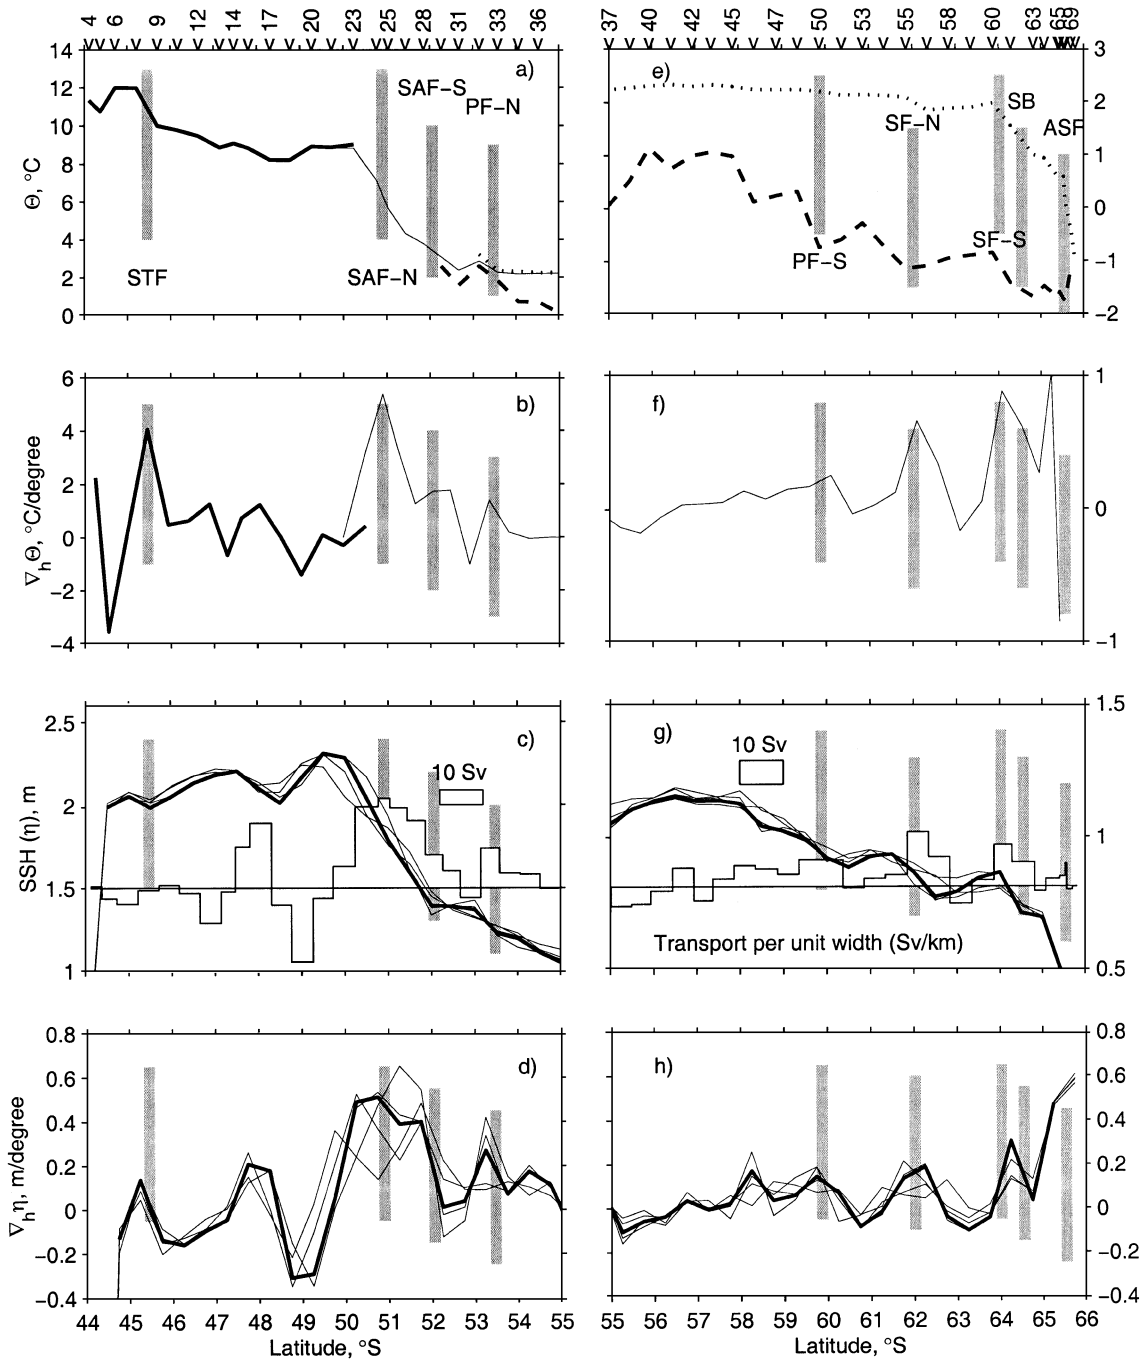 4 6 9 12 14 17 20 23 25 28 31 33 36
37 40 42 45 47 50 53 55 58 60 63 65 69
14
12
10
8
6
4
2
0
Θ, °C
a)
STF
SAF−N
SAF−S
PF−N
e)
PF−S
SF−N
SF−S
SB
ASF
3
2
1
0
−1
−2
6
4
2
0
−2
−4
∇hΘ, °C/degree
b)
f)
1
0
−1
2.5
2
1.5
1
SSH (η), m
c)
10 Sv
g)
10 Sv
Transport per unit width (Sv/km)
1.5
1
0.5
0.8
0.6
0.4
0.2
0
−0.2
−0.4
∇hη, m/degree
d)
h)
0.8
0.6
0.4
0.2
0
−0.2
−0.4
44 45 46 47 48 49 50 51 52 53 54 55
Latitude, °S
55 56 57 58 59 60 61 62 63 64 65 66
Latitude, °S